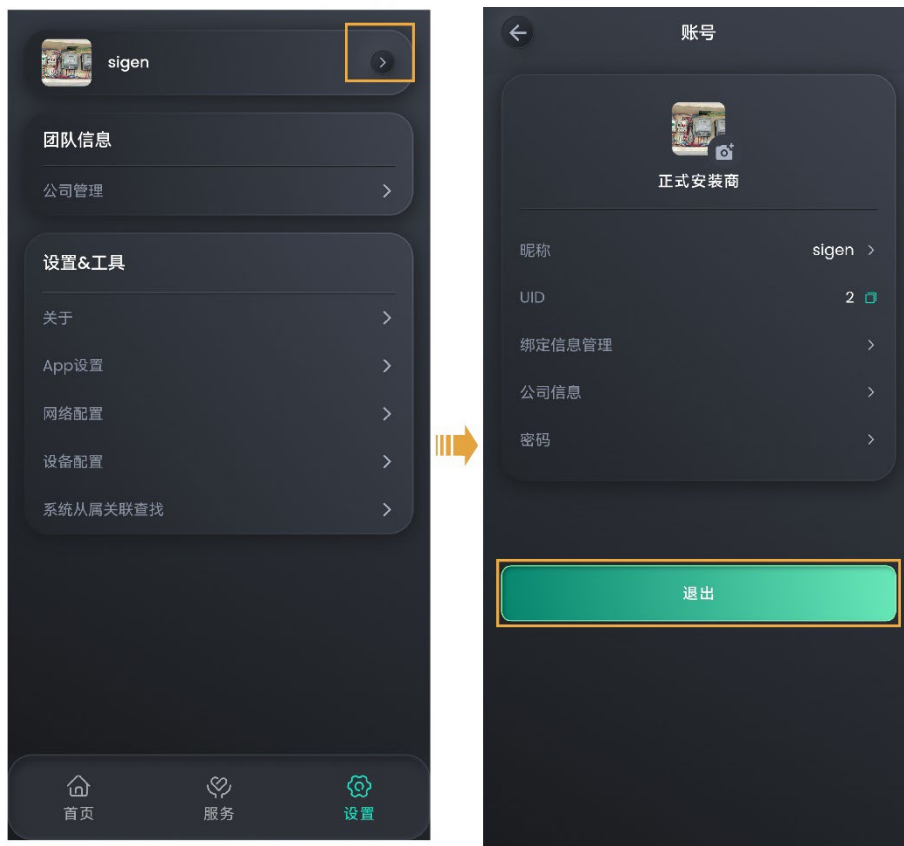 sigen
团队信息
公司管理
设置&工具
关于
App设置
网络配置
设备配置
系统从属关联查找
首页
服务
设置
账号
正式安装商
昵称
sigen
UID
2
绑定信息管理
公司信息
密码
退出